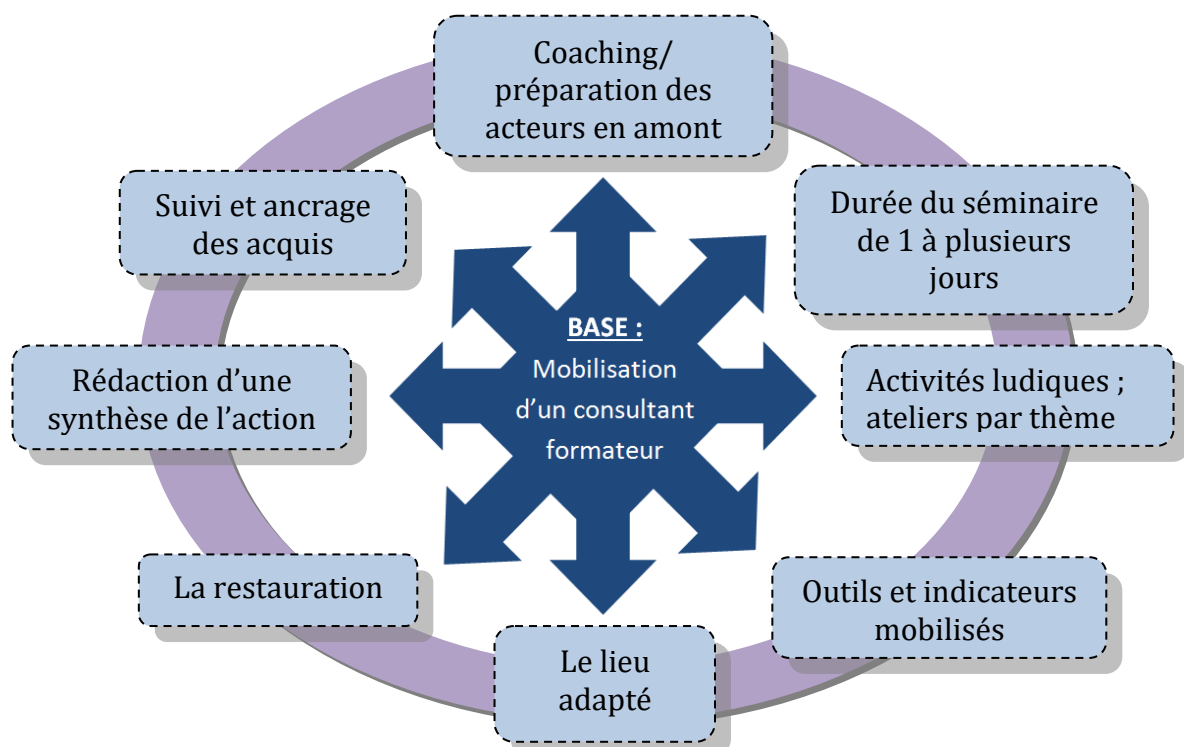 Coaching/
préparation des
acteurs en amont
Durée du séminaire
de 1 à plusieurs
jours
Activités ludiques ;
ateliers par thème
Outils et indicateurs
mobilisés
Le lieu
adapté
La restauration
Rédaction d’une
synthèse de l’action
Suivi et ancrage
des acquis
BASE :
Mobilisation
d’un consultant
formateur